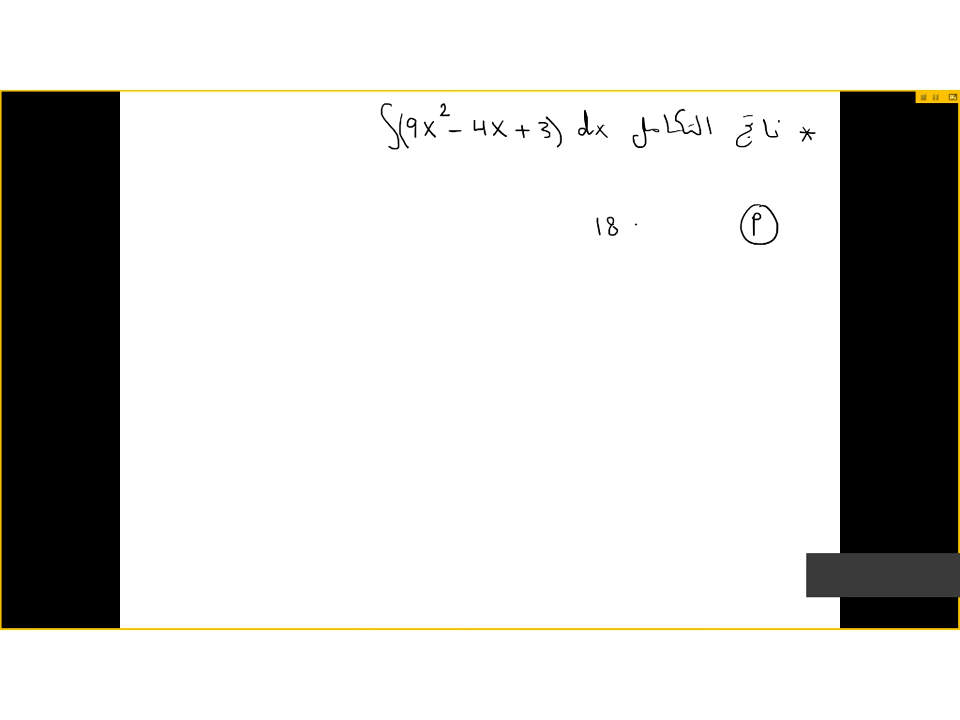 * ناتج التكامل ∫(9x² - 4x + 3) dx
أ 18